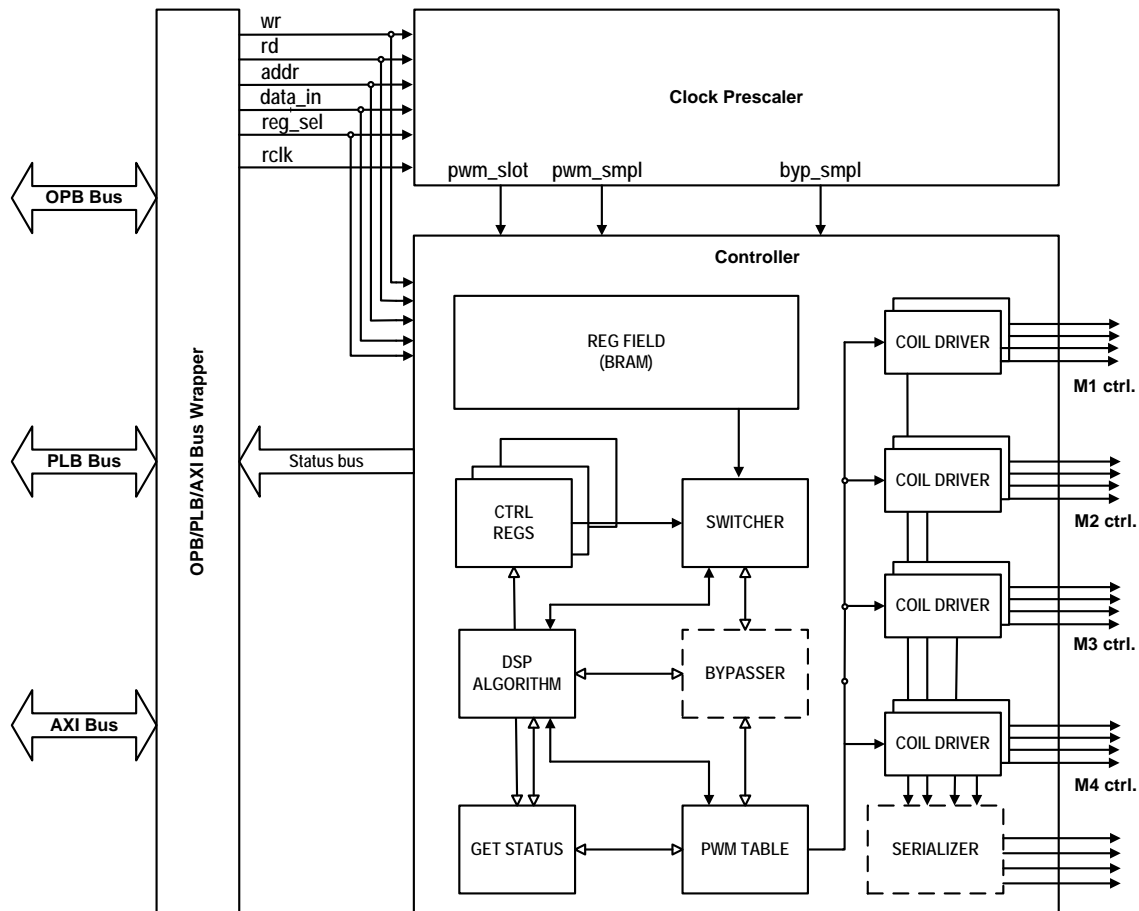 wr
rd
addr
data_in
reg_sel
rclk
Clock Prescaler
pwm_slot pwm_smpl byp_smpl
OPB Bus
PLB Bus
AXI Bus
OPB/PLB/AXI Bus Wrapper
Status bus
Controller
REG FIELD
(BRAM)
CTRL
REGS
SWITCHER
DSP
ALGORITHM
BYPASSER
GET STATUS
PWM TABLE
COIL DRIVER
M1 ctrl.
COIL DRIVER
M2 ctrl.
COIL DRIVER
M3 ctrl.
COIL DRIVER
M4 ctrl.
SERIALIZER